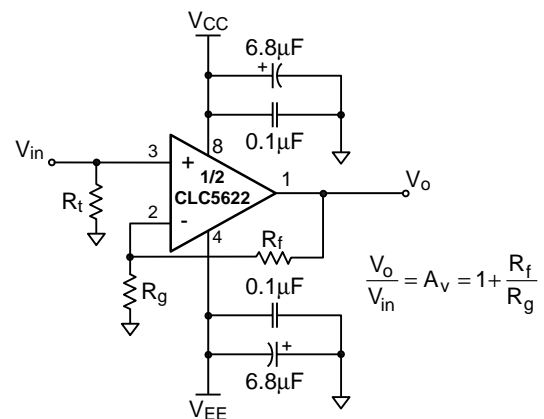 VCC
6.8μF
+
0.1μF
Vin
3
8
+
1/2
CLC5622
1
Vo
Rt
2
-
4
Rf
Rg
0.1μF
+
6.8μF
VEE
Vo/Vin = Av = 1+ Rf/Rg